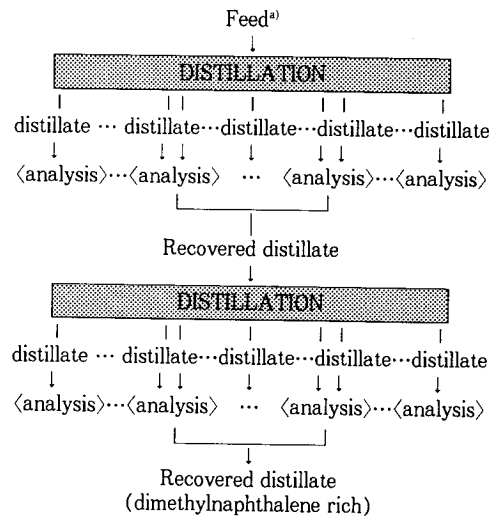 Feed a)
DISTILLATION
distillate ··· distillate···distillate···distillate···distillate
〈analysis〉···〈analysis〉 ··· 〈analysis〉···〈analysis〉
Recovered distillate
DISTILLATION
distillate ··· distillate···distillate···distillate···distillate
〈analysis〉···〈analysis〉 ··· 〈analysis〉···〈analysis〉
Recovered distillate
(dimethylnaphthalene rich)